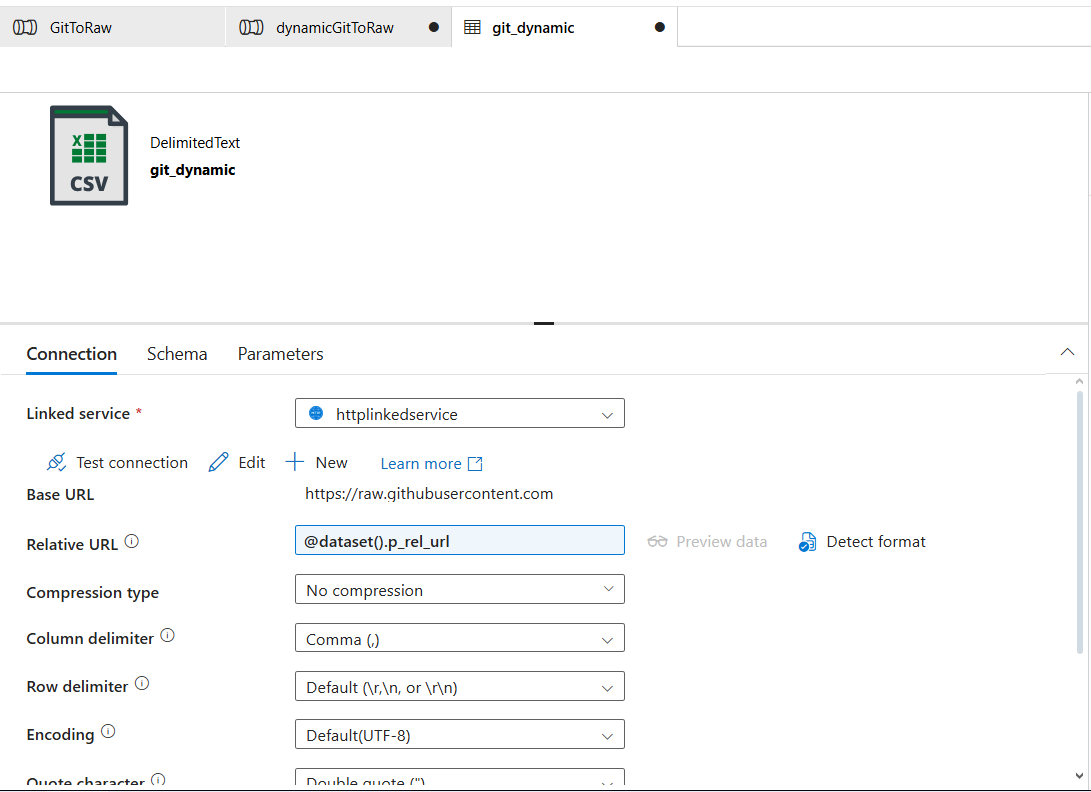 GitToRaw
dynamicGitToRaw
git_dynamic
X
CSV
DelimitedText
git_dynamic
Connection Schema Parameters
Linked service * httplinkedservice
Test connection Edit New Learn more
Base URL https://raw.githubusercontent.com
Relative URL @dataset().p_rel_url Preview data Detect format
Compression type No compression
Column delimiter Comma (,)
Row delimiter Default (\r,\n, or \r\n)
Encoding Default(UTF-8)
Quote character Double quote (")